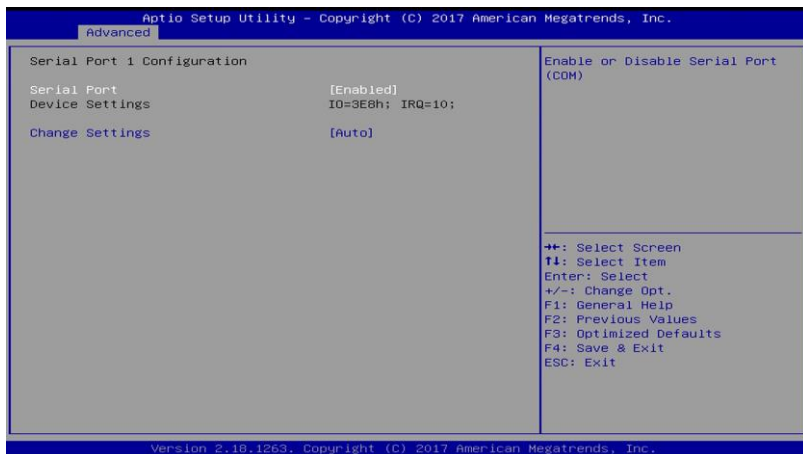 Aptio Setup Utility – Copyright (C) 2017 American Megatrends, Inc.
Advanced
Serial Port 1 Configuration
Serial Port [Enabled]
Device Settings IO=3E8h; IRQ=10;
Change Settings [Auto]
Enable or Disable Serial Port
(COM)
→←: Select Screen
↑↓: Select Item
Enter: Select
+/-: Change Opt.
F1: General Help
F2: Previous Values
F3: Optimized Defaults
F4: Save & Exit
ESC: Exit
Version 2.18.1263. Copyright (C) 2017 American Megatrends, Inc.